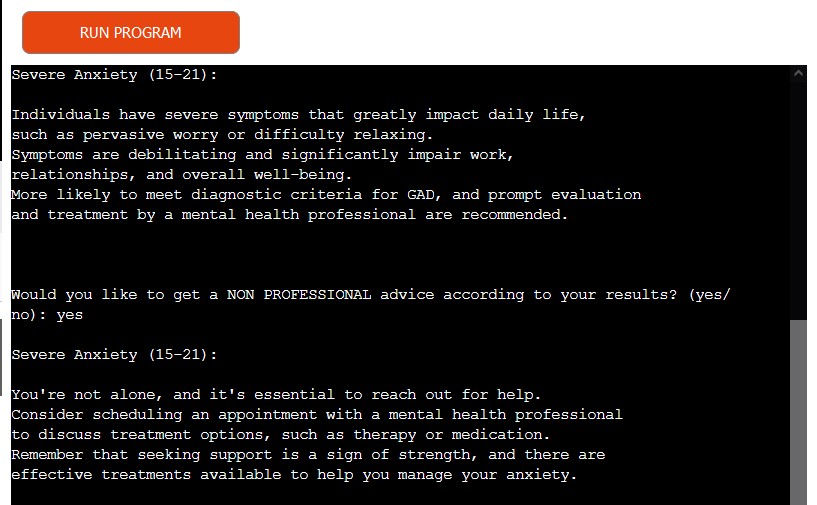 RUN PROGRAM
Severe Anxiety (15-21):
Individuals have severe symptoms that greatly impact daily life,
such as pervasive worry or difficulty relaxing.
Symptoms are debilitating and significantly impair work,
relationships, and overall well-being.
More likely to meet diagnostic criteria for GAD, and prompt evaluation
and treatment by a mental health professional are recommended.
Would you like to get a NON PROFESSIONAL advice according to your results? (yes/
no): yes
Severe Anxiety (15-21):
You're not alone, and it's essential to reach out for help.
Consider scheduling an appointment with a mental health professional
to discuss treatment options, such as therapy or medication.
Remember that seeking support is a sign of strength, and there are
effective treatments available to help you manage your anxiety.